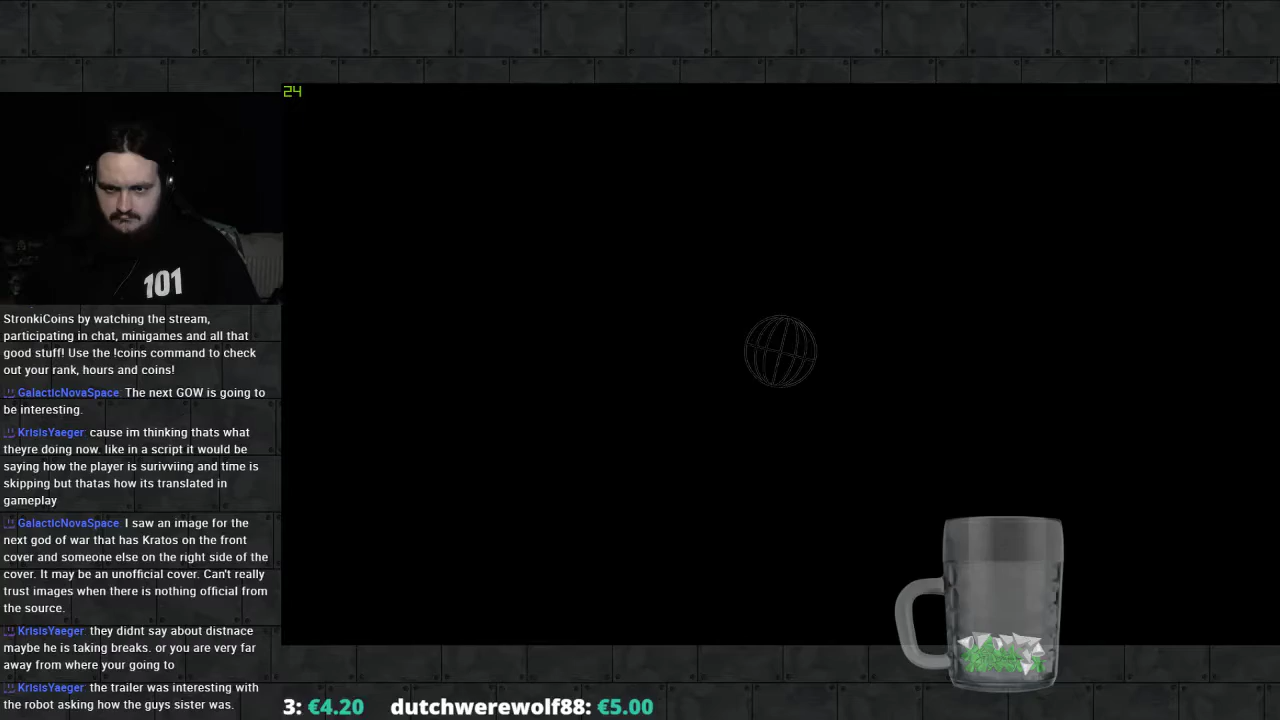 24
101
StronkiCoins by watching the stream,
participating in chat, minigames and all that
good stuff! Use the !coins command to check
out your rank, hours and coins!
GalacticNovaSpace: The next GOW is going to
be interesting.
KrisisYaeger: cause im thinking thats what
theyre doing now. like in a script it would be
saying how the player is surivviing and time is
skipping but thatas how its translated in
gameplay
GalacticNovaSpace: I saw an image for the
next god of war that has Kratos on the front
cover and someone else on the right side of the
cover. It may be an unofficial cover. Can't really
trust images when there is nothing official from
the source.
KrisisYaeger: they didnt say about distnace
maybe he is taking breaks. or you are very far
away from where your going to
KrisisYaeger: the trailer was interesting with
the robot asking how the guys sister was.
3: €4.20 dutchwerewolf88: €5.00